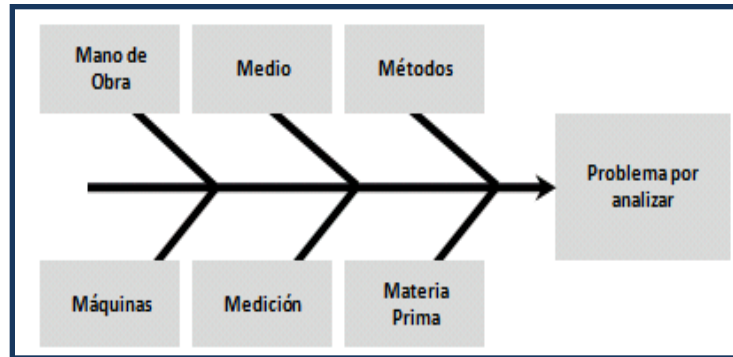 Mano de
Obra
Medio
Métodos
Problema por
analizar
Máquinas
Medición
Materia
Prima